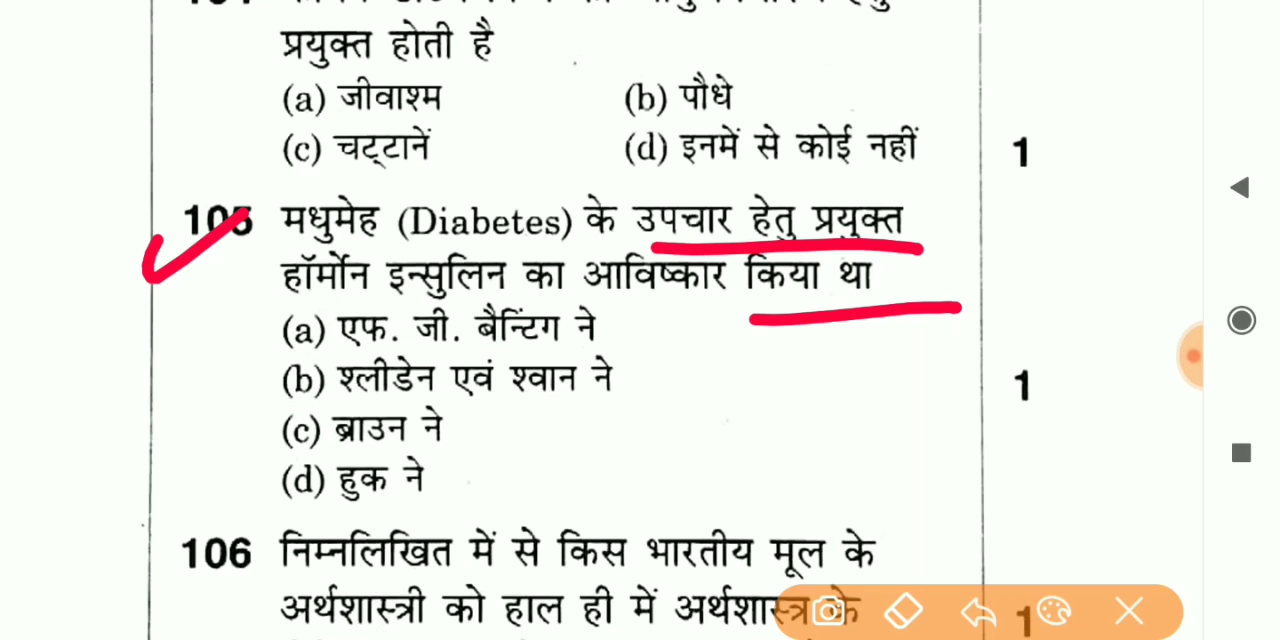 प्रयुक्त होती है
(a) जीवाश्म (b) पौधे
(c) चट्टानें (d) इनमें से कोई नहीं 1
105 मधुमेह (Diabetes) के उपचार हेतु प्रयुक्त
हॉर्मोन इन्सुलिन का आविष्कार किया था
(a) एफ. जी. बैन्टिंग ने
(b) श्लीडेन एवं श्वान ने 1
(c) ब्राउन ने
(d) हुक ने
106 निम्नलिखित में से किस भारतीय मूल के
अर्थशास्त्री को हाल ही में अर्थशास्त्र के 1